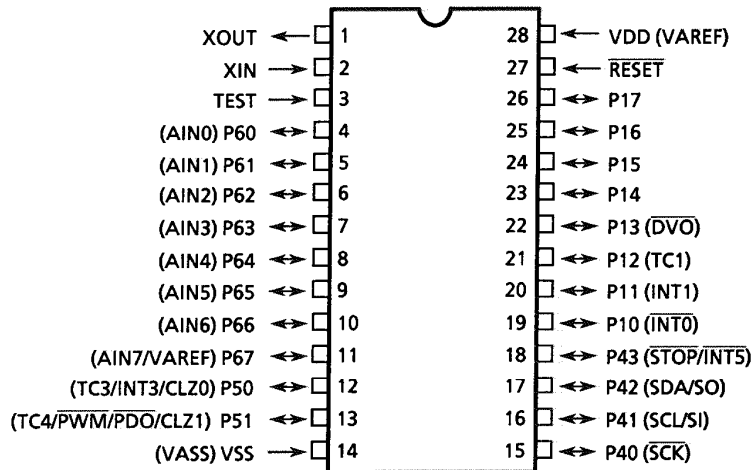 XOUT 1 28 VDD (VAREF)
XIN 2 27 RESET
TEST 3 26 P17
(AIN0) P60 4 25 P16
(AIN1) P61 5 24 P15
(AIN2) P62 6 23 P14
(AIN3) P63 7 22 P13 (DVO)
(AIN4) P64 8 21 P12 (TC1)
(AIN5) P65 9 20 P11 (INT1)
(AIN6) P66 10 19 P10 (INT0)
(AIN7/VAREF) P67 11 18 P43 (STOP/INT5)
(TC3/INT3/CLZ0) P50 12 17 P42 (SDA/SO)
(TC4/PWM/PDO/CLZ1) P51 13 16 P41 (SCL/SI)
(VASS) VSS 14 15 P40 (SCK)